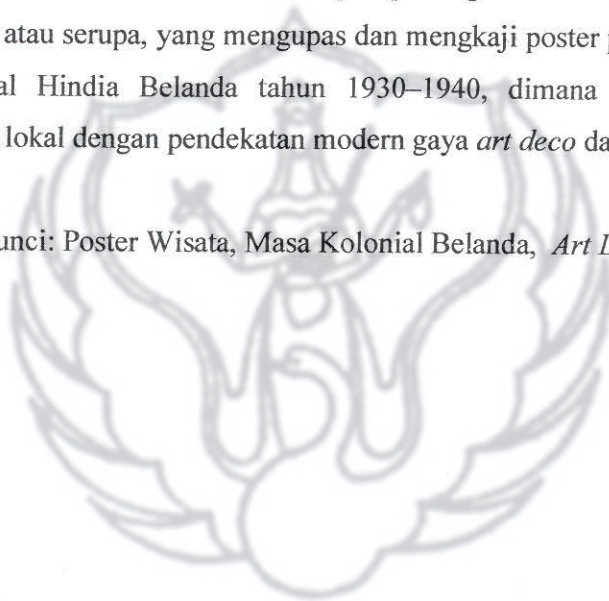 atau serupa, yang mengupas dan mengkaji poster
al Hindia Belanda tahun 1930–1940, dimana
lokal dengan pendekatan modern gaya art deco da
unci: Poster Wisata, Masa Kolonial Belanda, Art